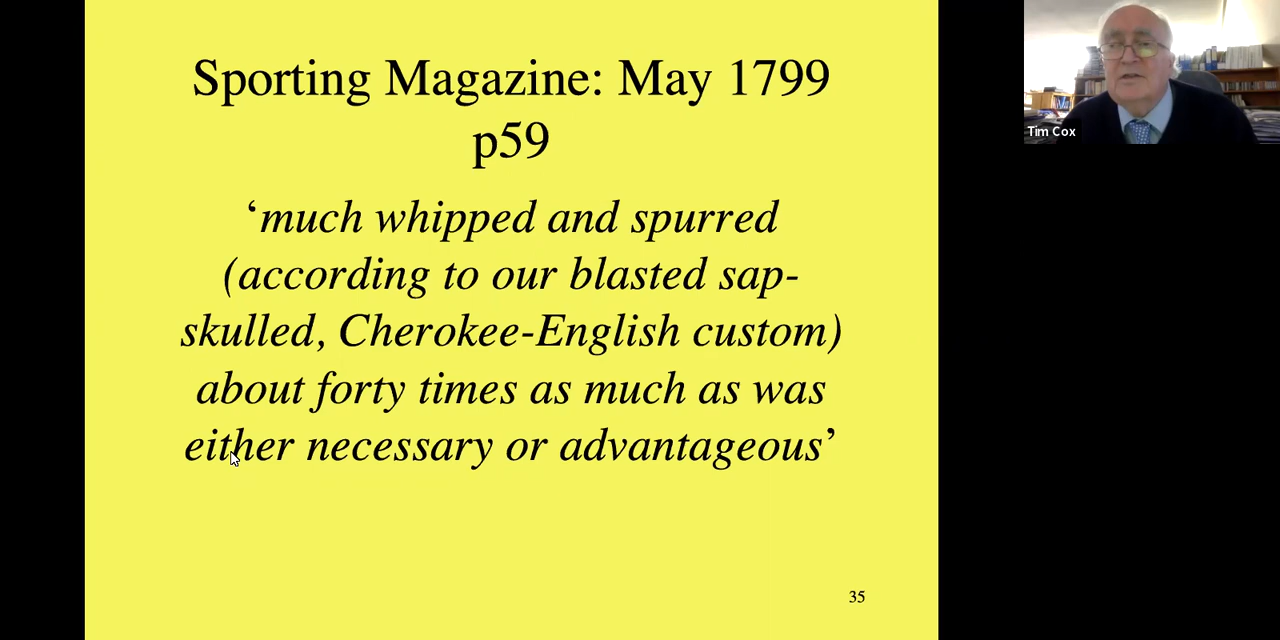 Sporting Magazine: May 1799
p59
‘much whipped and spurred
(according to our blasted sap-
skulled, Cherokee-English custom)
about forty times as much as was
either necessary or advantageous’
35
Tim Cox